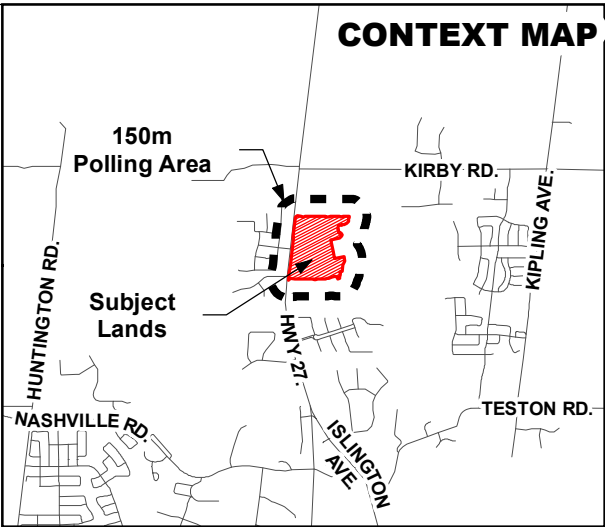 CONTEXT MAP
150m
Polling Area
KIRBY RD.
KIPLING AVE.
HUNTINGTON RD.
Subject
Lands
HWY 27.
NASHVILLE RD.
TESTON RD.
ISLINGTON
AVE